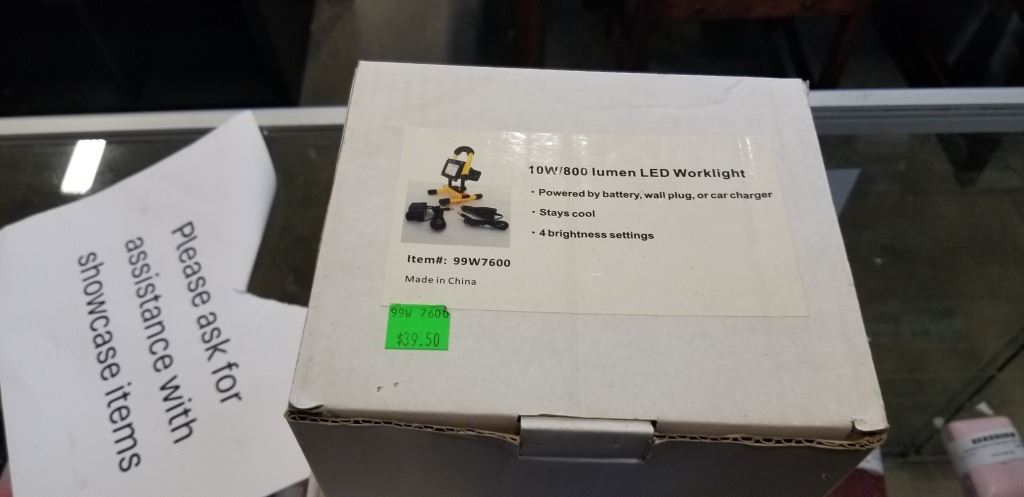 10W/800 lumen LED Worklight
· Powered by battery, wall plug, or car charger
· Stays cool
· 4 brightness settings
Item#: 99W7600
Made in China
99W 7600
$39.50
Please ask for
assistance with
showcase items